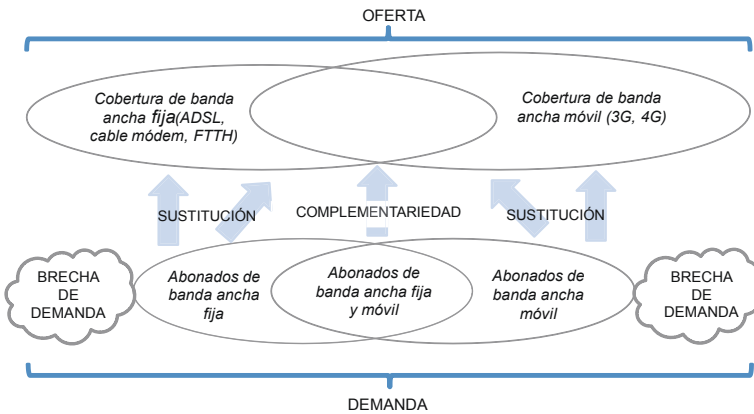 OFERTA
Cobertura de banda
ancha fija(ADSL,
cable módem, FTTH)
Cobertura de banda
ancha móvil (3G, 4G)
SUSTITUCIÓN
COMPLEMENTARIEDAD
SUSTITUCIÓN
BRECHA
DE
DEMANDA
Abonados de
banda ancha
fija
Abonados de
banda ancha fija
y móvil
Abonados de
banda ancha
móvil
BRECHA
DE
DEMANDA
DEMANDA